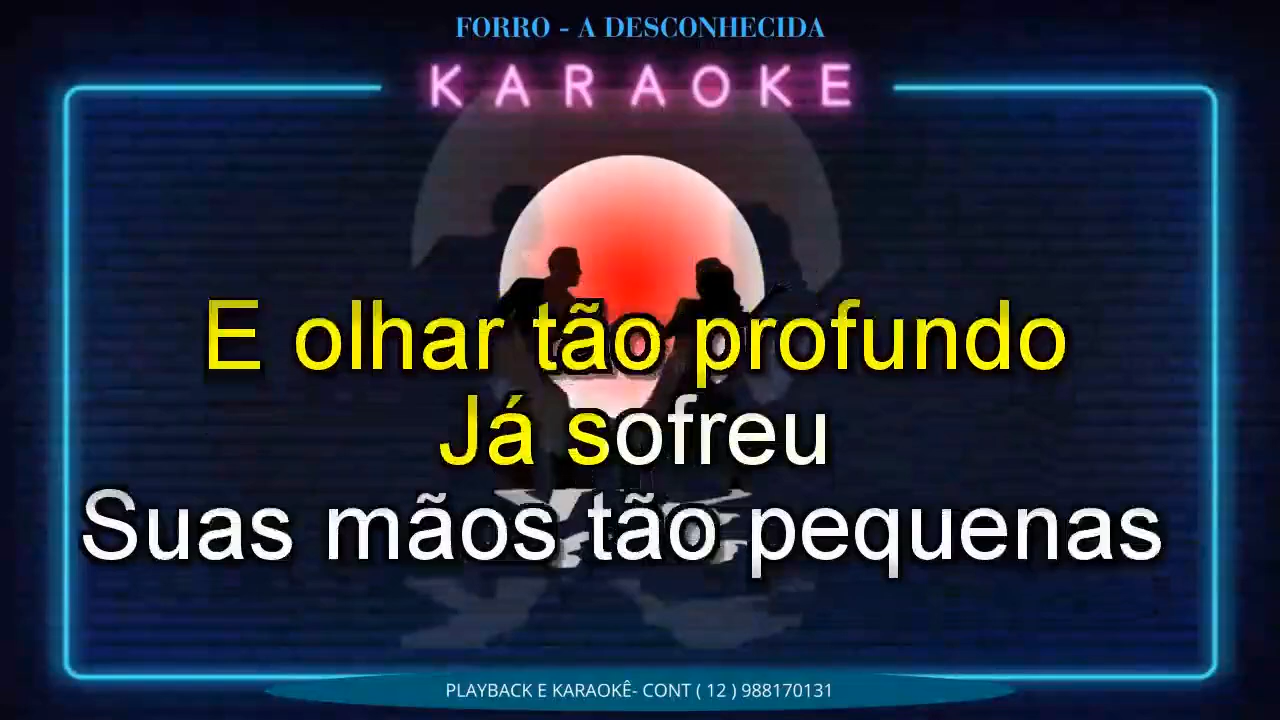 FORRO - A DESCONHECIDA
KARAOKE
E olhar tão profundo
Já sofreu
Suas mãos tão pequenas
PLAYBACK E KARAOKÊ- CONT ( 12 ) 988170131